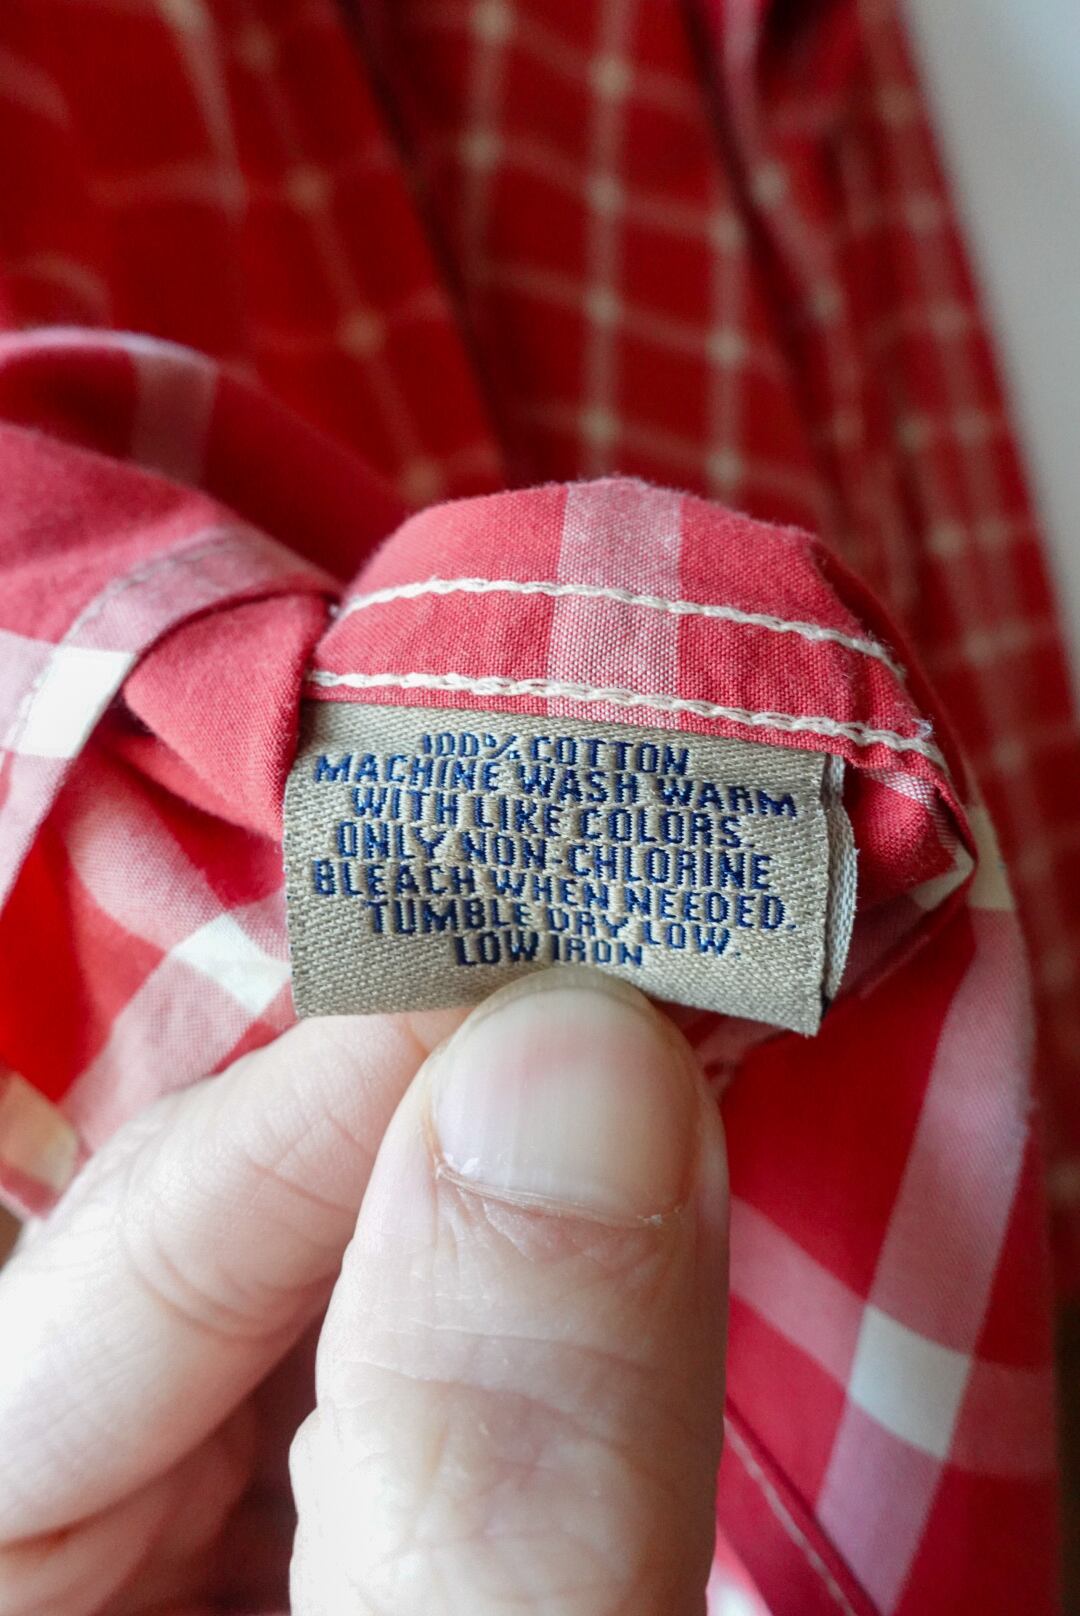 100% COTTON
MACHINE WASH WARM
WITH LIKE COLORS.
ONLY NON-CHLORINE
BLEACH WHEN NEEDED.
TUMBLE DRY LOW.
LOW IRON